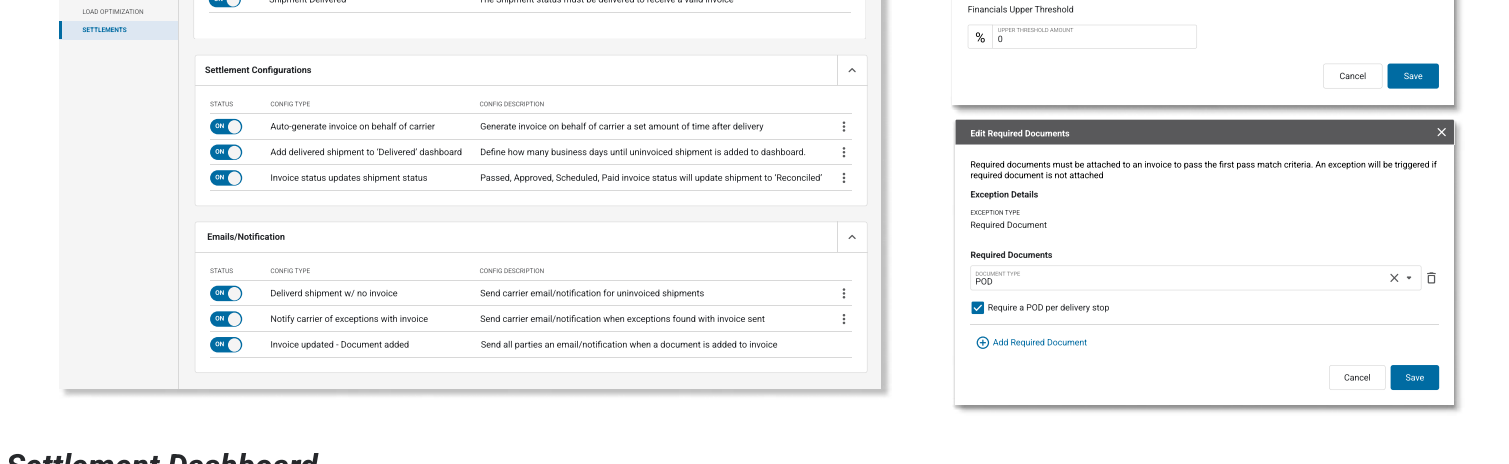 Shipment Delivered
The Shipment status must be delivered to receive a valid invoice
LOAD OPTIMIZATION
SETTLEMENTS
Settlement Configurations
STATUS CONFIG TYPE CONFIG DESCRIPTION
ON Auto-generate invoice on behalf of carrier Generate invoice on behalf of carrier a set amount of time after delivery
ON Add delivered shipment to 'Delivered' dashboard Define how many business days until uninvoiced shipment is added to dashboard.
ON Invoice status updates shipment status Passed, Approved, Scheduled, Paid invoice status will update shipment to 'Reconciled'
Emails/Notification
STATUS CONFIG TYPE CONFIG DESCRIPTION
ON Deliverd shipment w/ no invoice Send carrier email/notification for uninvoiced shipments
ON Notify carrier of exceptions with invoice Send carrier email/notification when exceptions found with invoice sent
ON Invoice updated - Document added Send all parties an email/notification when a document is added to invoice
Financials Upper Threshold
UPPER THRESHOLD AMOUNT
% 0
Cancel Save
Edit Required Documents
Required documents must be attached to an invoice to pass the first pass match criteria. An exception will be triggered if
required document is not attached
Exception Details
EXCEPTION TYPE
Required Document
Required Documents
DOCUMENT TYPE
POD
Require a POD per delivery stop
Add Required Document
Cancel Save
Settlement Dashboard